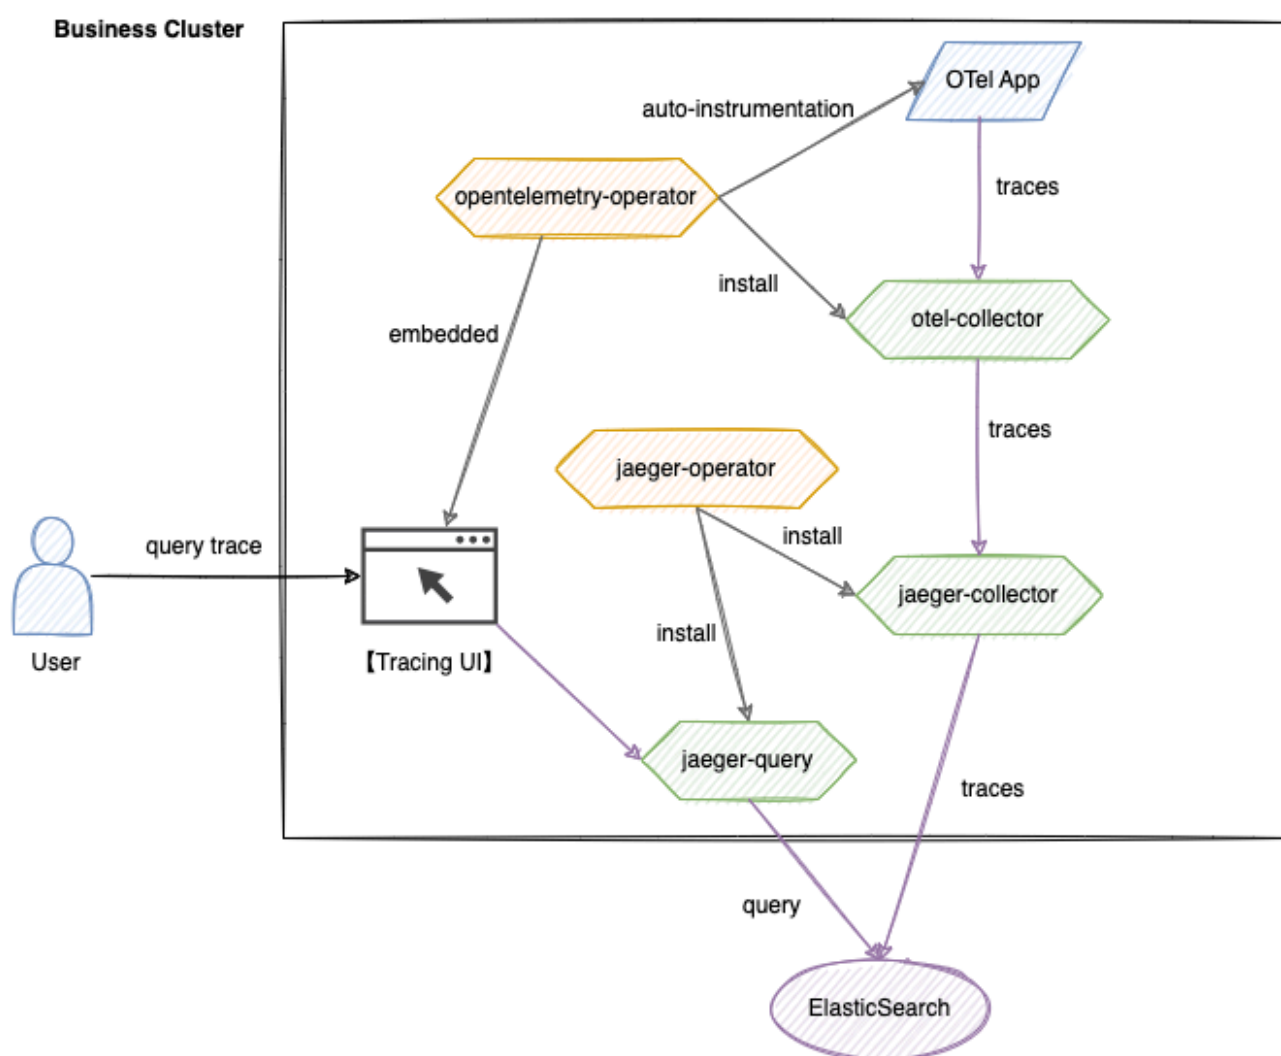 Business Cluster
OTel App
auto-instrumentation
traces
opentelemetry-operator
install
otel-collector
embedded
traces
jaeger-operator
install
query trace
jaeger-collector
install
User
【Tracing UI】
jaeger-query
traces
query
ElasticSearch